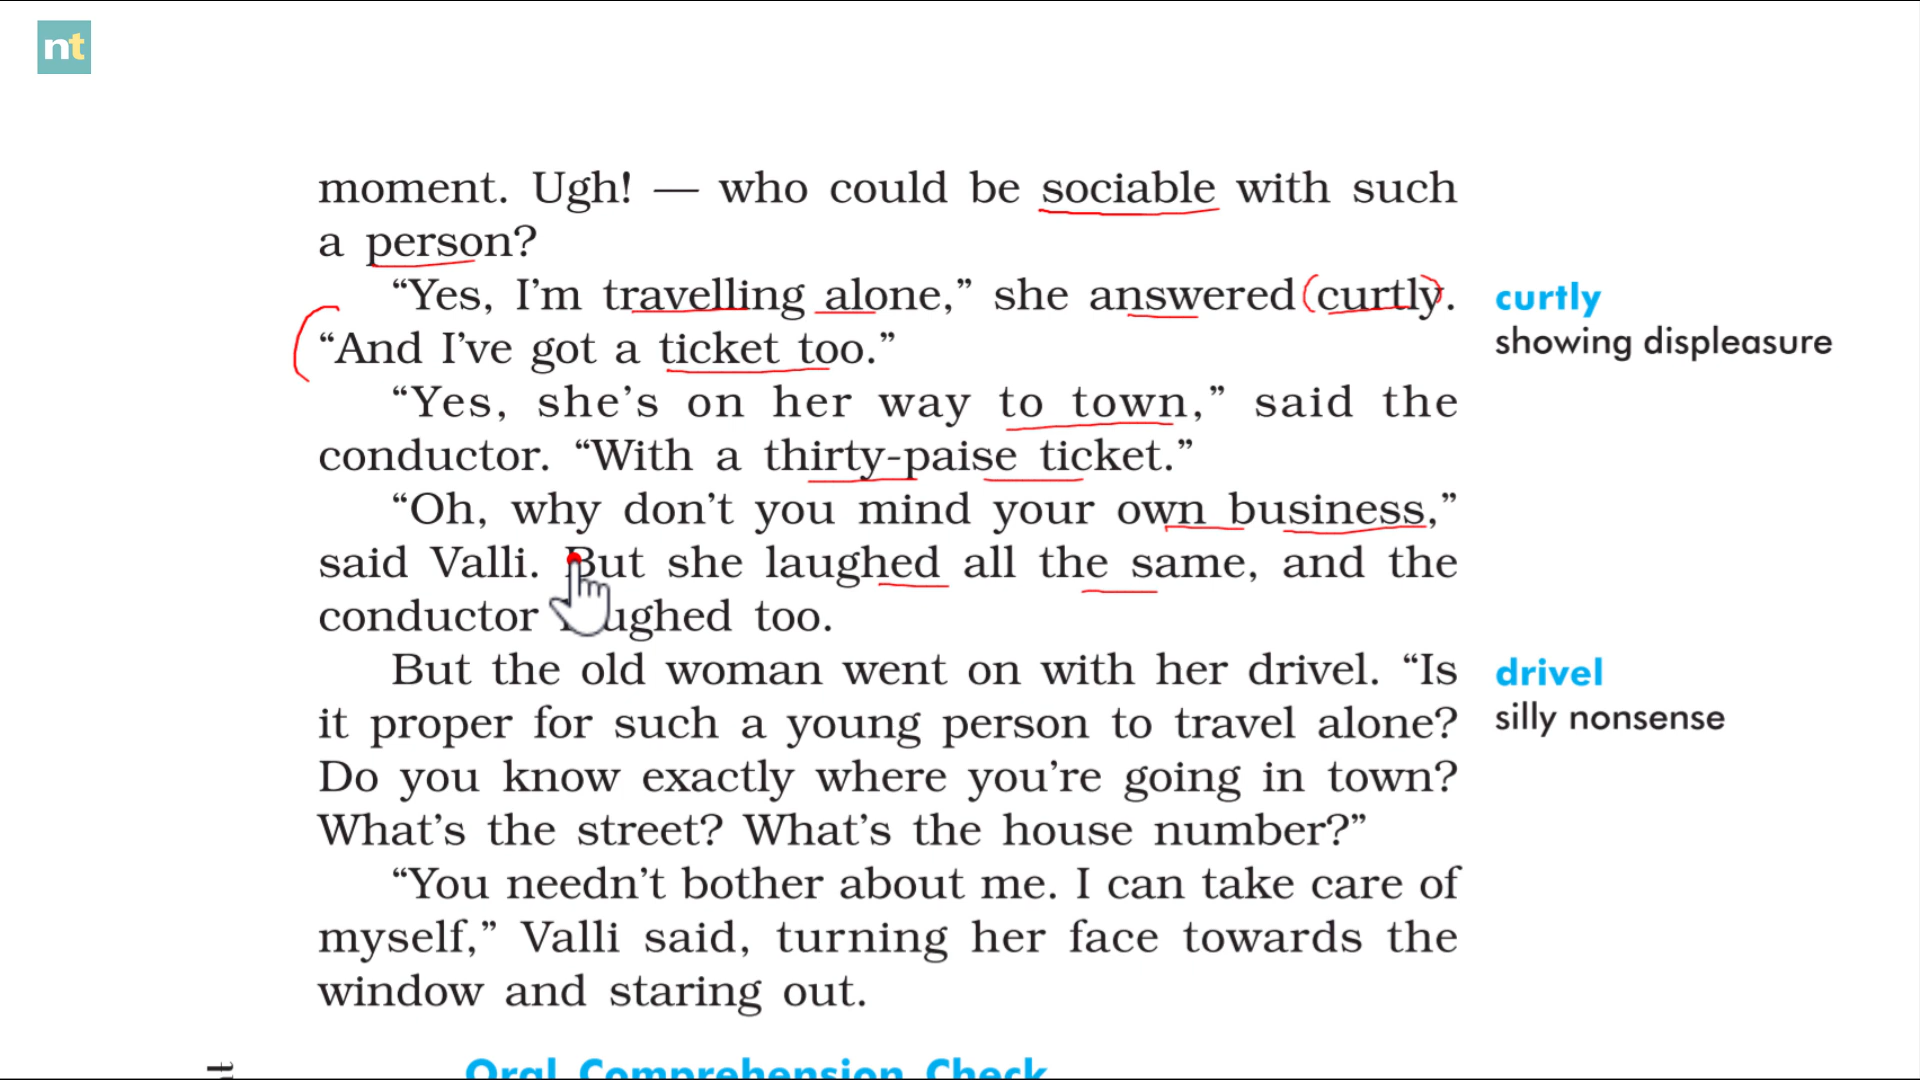 nt
moment. Ugh! — who could be sociable with such
a person?
“Yes, I’m travelling alone,” she answered curtly.
“And I’ve got a ticket too.”
“Yes, she’s on her way to town,” said the
conductor. “With a thirty-paise ticket.”
“Oh, why don’t you mind your own business,”
said Valli. But she laughed all the same, and the
conductor laughed too.
But the old woman went on with her drivel. “Is
it proper for such a young person to travel alone?
Do you know exactly where you’re going in town?
What’s the street? What’s the house number?”
“You needn’t bother about me. I can take care of
myself,” Valli said, turning her face towards the
window and staring out.
curtly
showing displeasure
drivel
silly nonsense
Oral Comprehension Check